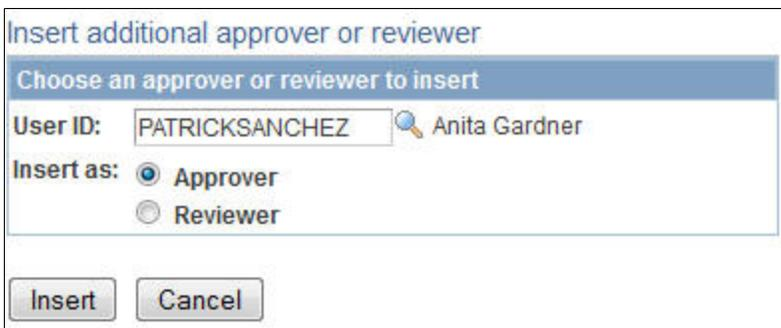 Insert additional approver or reviewer
Choose an approver or reviewer to insert
User ID: PATRICKSANCHEZ Anita Gardner
Insert as: Approver
Reviewer
Insert Cancel